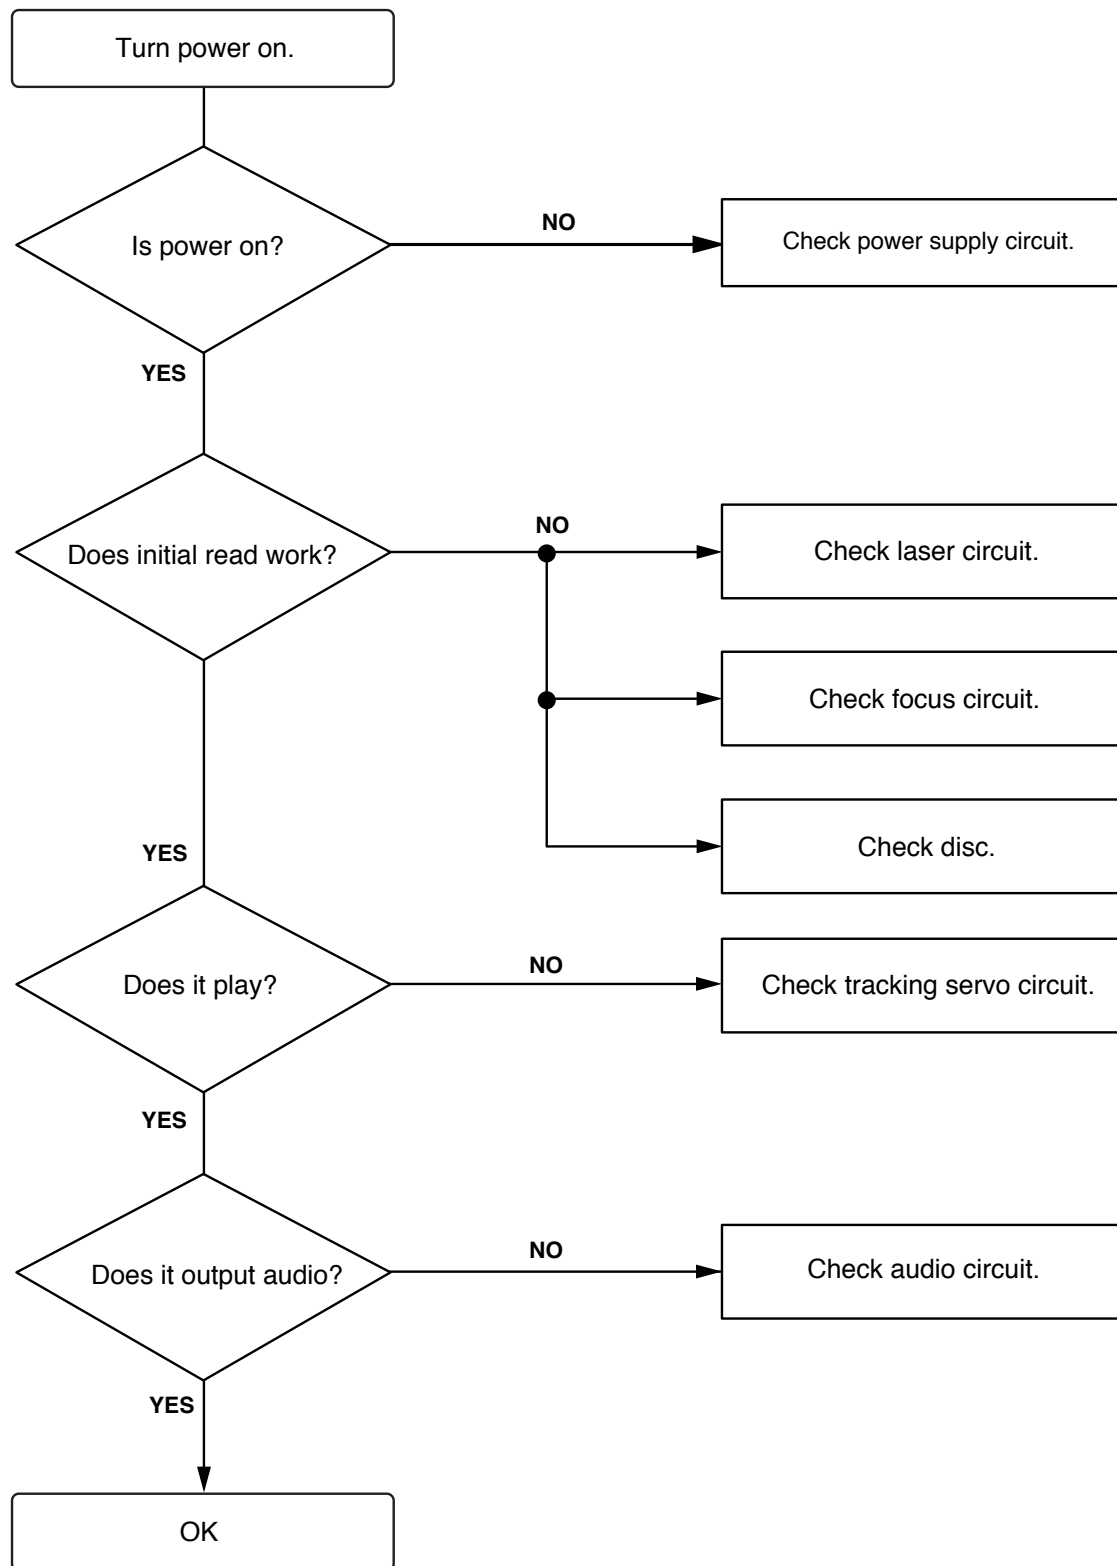 Turn power on.
Is power on?
NO
Check power supply circuit.
YES
Does initial read work?
NO
Check laser circuit.
Check focus circuit.
Check disc.
YES
Does it play?
NO
Check tracking servo circuit.
YES
Does it output audio?
NO
Check audio circuit.
YES
OK